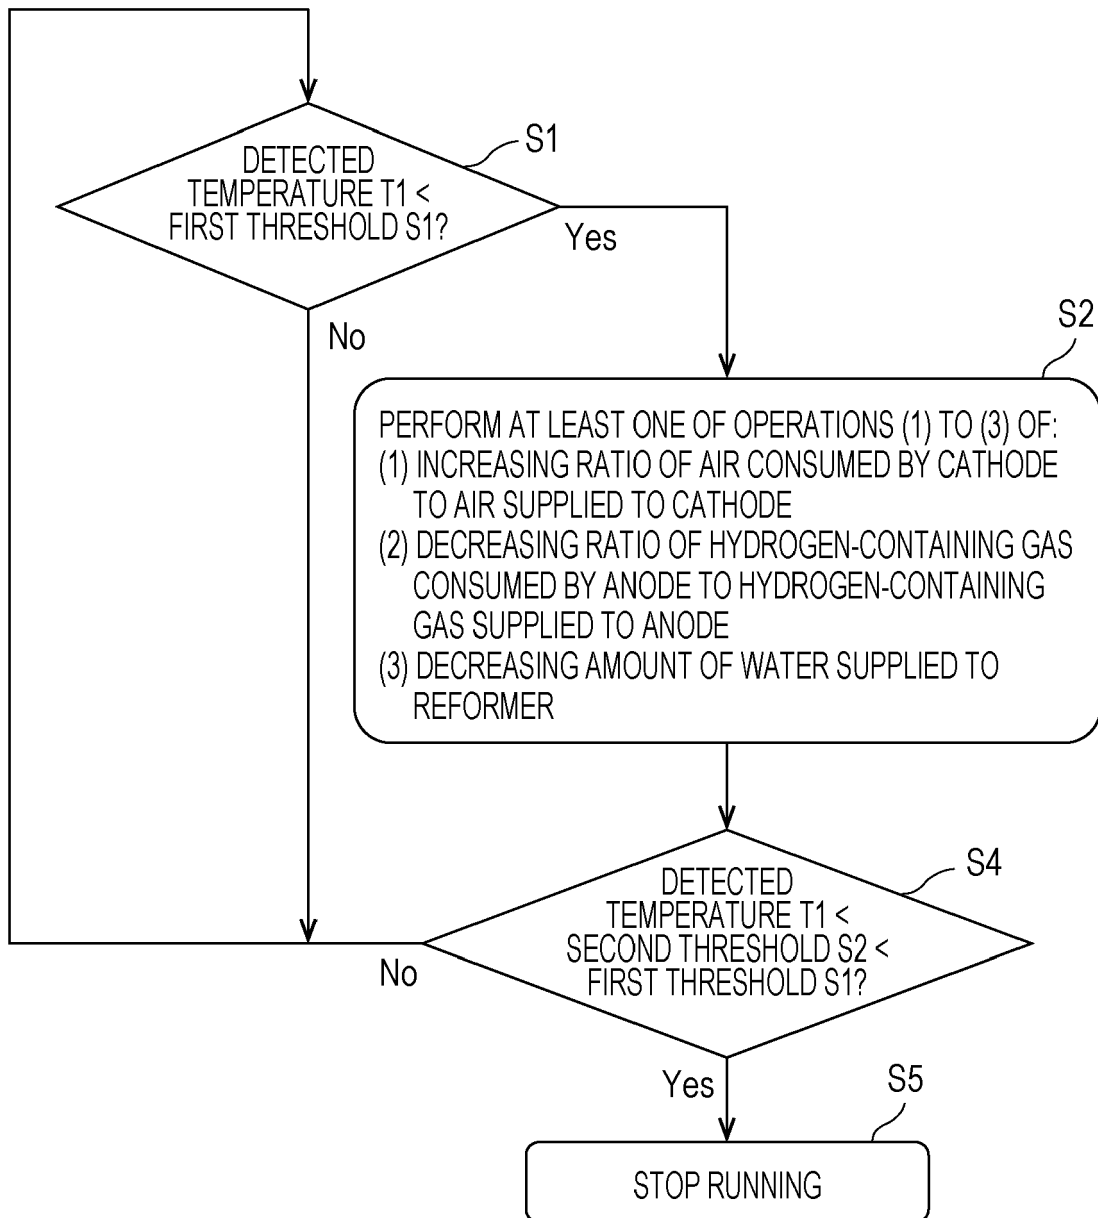 S1
DETECTED
TEMPERATURE T1 <
FIRST THRESHOLD S1?
Yes
No
S2
PERFORM AT LEAST ONE OF OPERATIONS (1) TO (3) OF:
(1) INCREASING RATIO OF AIR CONSUMED BY CATHODE
TO AIR SUPPLIED TO CATHODE
(2) DECREASING RATIO OF HYDROGEN-CONTAINING GAS
CONSUMED BY ANODE TO HYDROGEN-CONTAINING
GAS SUPPLIED TO ANODE
(3) DECREASING AMOUNT OF WATER SUPPLIED TO
REFORMER
S4
DETECTED
TEMPERATURE T1 <
SECOND THRESHOLD S2 <
FIRST THRESHOLD S1?
No
Yes
S5
STOP RUNNING